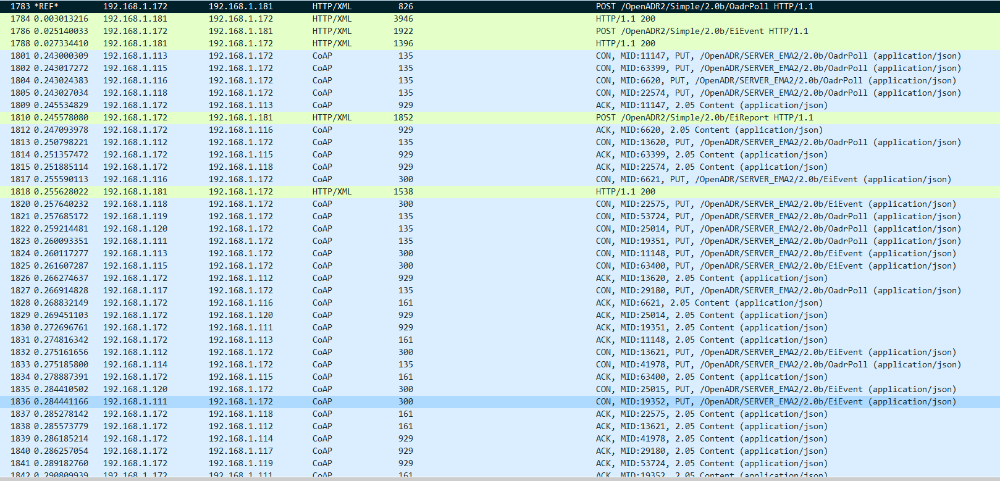 1783 *REF* 192.168.1.172 192.168.1.181 HTTP/XML 826 POST /OpenADR2/Simple/2.0b/OadrPoll HTTP/1.1
1784 0.003013216 192.168.1.181 192.168.1.172 HTTP/XML 3946 HTTP/1.1 200
1786 0.025140033 192.168.1.172 192.168.1.181 HTTP/XML 1922 POST /OpenADR2/Simple/2.0b/EiEvent HTTP/1.1
1788 0.027334410 192.168.1.181 192.168.1.172 HTTP/XML 1396 HTTP/1.1 200
1801 0.243000309 192.168.1.113 192.168.1.172 CoAP 135 CON, MID:11147, PUT, /OpenADR/SERVER_EMA2/2.0b/OadrPoll (application/json)
1802 0.243017272 192.168.1.115 192.168.1.172 CoAP 135 CON, MID:63399, PUT, /OpenADR/SERVER_EMA2/2.0b/OadrPoll (application/json)
1804 0.243024383 192.168.1.116 192.168.1.172 CoAP 135 CON, MID:6620, PUT, /OpenADR/SERVER_EMA2/2.0b/OadrPoll (application/json)
1805 0.243027034 192.168.1.118 192.168.1.172 CoAP 135 CON, MID:22574, PUT, /OpenADR/SERVER_EMA2/2.0b/OadrPoll (application/json)
1809 0.245534829 192.168.1.172 192.168.1.113 CoAP 929 ACK, MID:11147, 2.05 Content (application/json)
1810 0.245578080 192.168.1.172 192.168.1.181 HTTP/XML 1852 POST /OpenADR2/Simple/2.0b/EiReport HTTP/1.1
1812 0.247093978 192.168.1.172 192.168.1.116 CoAP 929 ACK, MID:6620, 2.05 Content (application/json)
1813 0.250798221 192.168.1.112 192.168.1.172 CoAP 135 CON, MID:13620, PUT, /OpenADR/SERVER_EMA2/2.0b/OadrPoll (application/json)
1814 0.251357472 192.168.1.172 192.168.1.115 CoAP 929 ACK, MID:63399, 2.05 Content (application/json)
1815 0.251885114 192.168.1.172 192.168.1.118 CoAP 929 ACK, MID:22574, 2.05 Content (application/json)
1817 0.255590113 192.168.1.116 192.168.1.172 CoAP 300 CON, MID:6621, PUT, /OpenADR/SERVER_EMA2/2.0b/EiEvent (application/json)
1818 0.255628022 192.168.1.181 192.168.1.172 HTTP/XML 1538 HTTP/1.1 200
1820 0.257640232 192.168.1.118 192.168.1.172 CoAP 300 CON, MID:22575, PUT, /OpenADR/SERVER_EMA2/2.0b/EiEvent (application/json)
1821 0.257685172 192.168.1.119 192.168.1.172 CoAP 135 CON, MID:53724, PUT, /OpenADR/SERVER_EMA2/2.0b/OadrPoll (application/json)
1822 0.259214481 192.168.1.120 192.168.1.172 CoAP 135 CON, MID:25014, PUT, /OpenADR/SERVER_EMA2/2.0b/OadrPoll (application/json)
1823 0.260093351 192.168.1.111 192.168.1.172 CoAP 135 CON, MID:19351, PUT, /OpenADR/SERVER_EMA2/2.0b/OadrPoll (application/json)
1824 0.260117277 192.168.1.113 192.168.1.172 CoAP 300 CON, MID:11148, PUT, /OpenADR/SERVER_EMA2/2.0b/EiEvent (application/json)
1825 0.261607287 192.168.1.115 192.168.1.172 CoAP 300 CON, MID:63400, PUT, /OpenADR/SERVER_EMA2/2.0b/EiEvent (application/json)
1826 0.266274637 192.168.1.172 192.168.1.112 CoAP 929 ACK, MID:13620, 2.05 Content (application/json)
1827 0.266914828 192.168.1.117 192.168.1.172 CoAP 135 CON, MID:29180, PUT, /OpenADR/SERVER_EMA2/2.0b/OadrPoll (application/json)
1828 0.268832149 192.168.1.172 192.168.1.116 CoAP 161 ACK, MID:6621, 2.05 Content (application/json)
1829 0.269451103 192.168.1.172 192.168.1.120 CoAP 929 ACK, MID:25014, 2.05 Content (application/json)
1830 0.272696761 192.168.1.172 192.168.1.111 CoAP 929 ACK, MID:19351, 2.05 Content (application/json)
1831 0.274816342 192.168.1.172 192.168.1.113 CoAP 161 ACK, MID:11148, 2.05 Content (application/json)
1832 0.275161656 192.168.1.112 192.168.1.172 CoAP 300 CON, MID:13621, PUT, /OpenADR/SERVER_EMA2/2.0b/EiEvent (application/json)
1833 0.275185800 192.168.1.114 192.168.1.172 CoAP 135 CON, MID:41978, PUT, /OpenADR/SERVER_EMA2/2.0b/OadrPoll (application/json)
1834 0.278887391 192.168.1.172 192.168.1.115 CoAP 161 ACK, MID:63400, 2.05 Content (application/json)
1835 0.284410502 192.168.1.120 192.168.1.172 CoAP 300 CON, MID:25015, PUT, /OpenADR/SERVER_EMA2/2.0b/EiEvent (application/json)
1836 0.284441166 192.168.1.111 192.168.1.172 CoAP 300 CON, MID:19352, PUT, /OpenADR/SERVER_EMA2/2.0b/EiEvent (application/json)
1837 0.285278142 192.168.1.172 192.168.1.118 CoAP 161 ACK, MID:22575, 2.05 Content (application/json)
1838 0.285573779 192.168.1.172 192.168.1.112 CoAP 161 ACK, MID:13621, 2.05 Content (application/json)
1839 0.286185214 192.168.1.172 192.168.1.114 CoAP 929 ACK, MID:41978, 2.05 Content (application/json)
1840 0.286257054 192.168.1.172 192.168.1.117 CoAP 929 ACK, MID:29180, 2.05 Content (application/json)
1841 0.289182760 192.168.1.172 192.168.1.119 CoAP 929 ACK, MID:53724, 2.05 Content (application/json)
1842 0.290809939 192.168.1.172 192.168.1.111 CoAP 161 ACK, MID:19352, 2.05 Content (application/json)